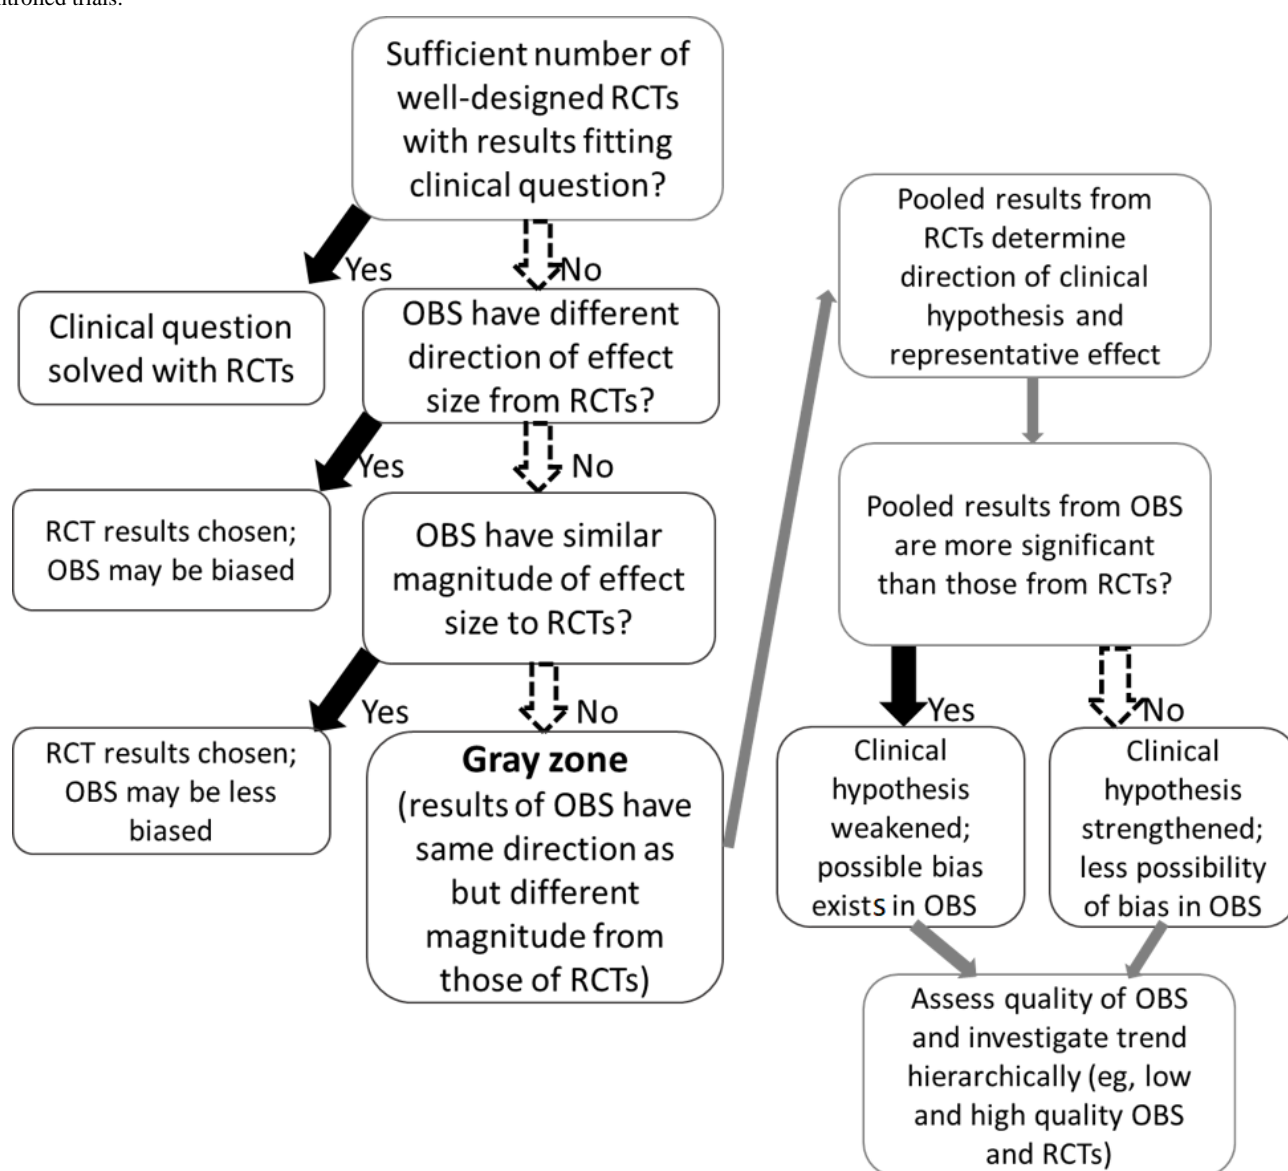 trials.
Sufficient number of
well-designed RCTs
with results fitting
clinical question?
Yes
No
Clinical question
solved with RCTs
OBS have different
direction of effect
size from RCTs?
Yes
No
RCT results chosen;
OBS may be biased
OBS have similar
magnitude of effect
size to RCTs?
Yes
No
RCT results chosen;
OBS may be less
biased
Gray zone
(results of OBS have
same direction as
but different
magnitude from
those of RCTs)
Pooled results from
RCTs determine
direction of clinical
hypothesis and
representative effect
Pooled results from OBS
are more significant
than those from RCTs?
Yes
No
Clinical
hypothesis
weakened;
possible bias
exists in OBS
Clinical
hypothesis
strengthened;
less possibility
of bias in OBS
Assess quality of OBS
and investigate trend
hierarchically (eg, low
and high quality OBS
and RCTs)